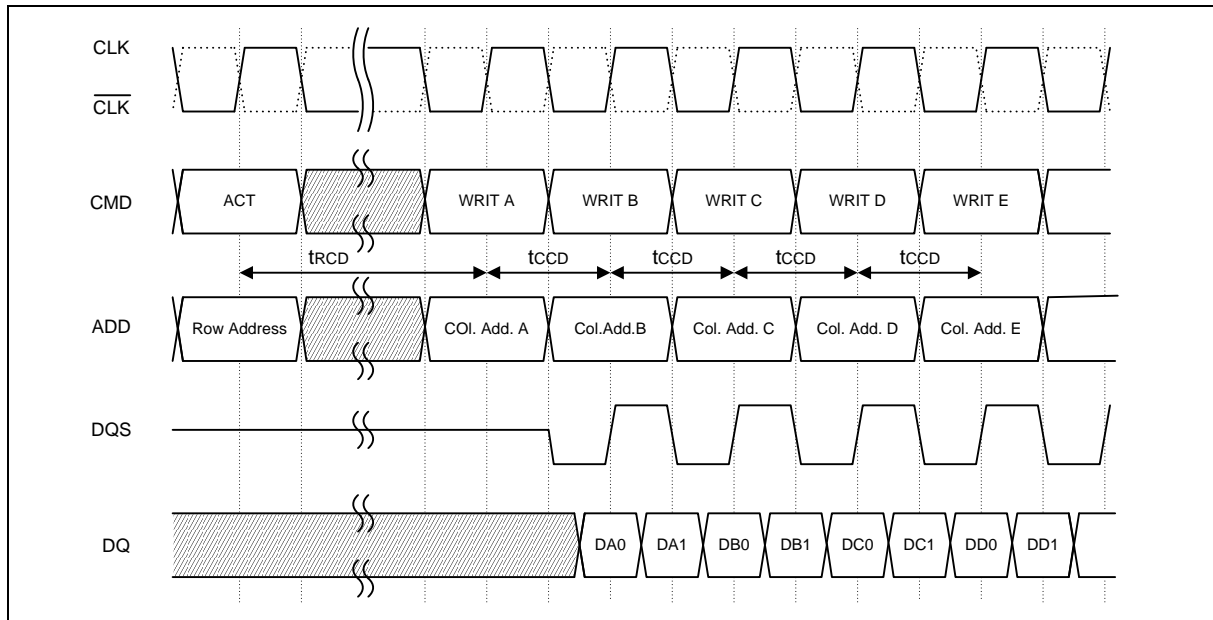 CLK
CLK
CMD ACT WRIT A WRIT B WRIT C WRIT D WRIT E
tRCD tCCD tCCD tCCD tCCD
ADD Row Address COl. Add. A Col.Add.B Col. Add. C Col. Add. D Col. Add. E
DQS
DQ DA0 DA1 DB0 DB1 DC0 DC1 DD0 DD1